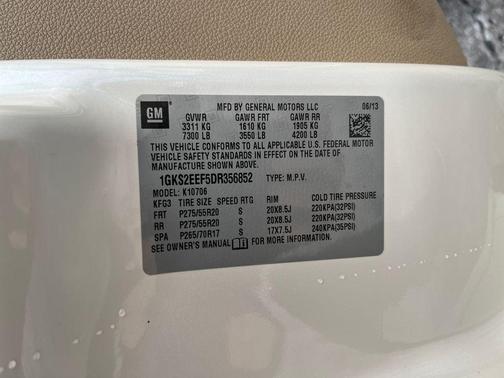 GM
MFD BY GENERAL MOTORS LLC 06/13
GVWR GAWR FRT GAWR RR
3311 KG 1610 KG 1905 KG
7300 LB 3550 LB 4200 LB
THIS VEHICLE CONFORMS TO ALL APPLICABLE U.S. FEDERAL MOTOR
VEHICLE SAFETY STANDARDS IN EFFECT ON THE DATE OF
MANUFACTURE SHOWN ABOVE.
1GKS2EEF5DR356852 TYPE: M.P.V.
MODEL: K10706
KFG3 TIRE SIZE SPEED RTG RIM COLD TIRE PRESSURE
FRT P275/55R20 S 20X8.5J 220KPA(32PSI)
RR P275/55R20 S 20X8.5J 220KPA(32PSI)
SP P265/70R17 S 17X7.5J 240KPA(35PSI)
SEE OWNER'S MANUAL FOR MORE INFORMATION.